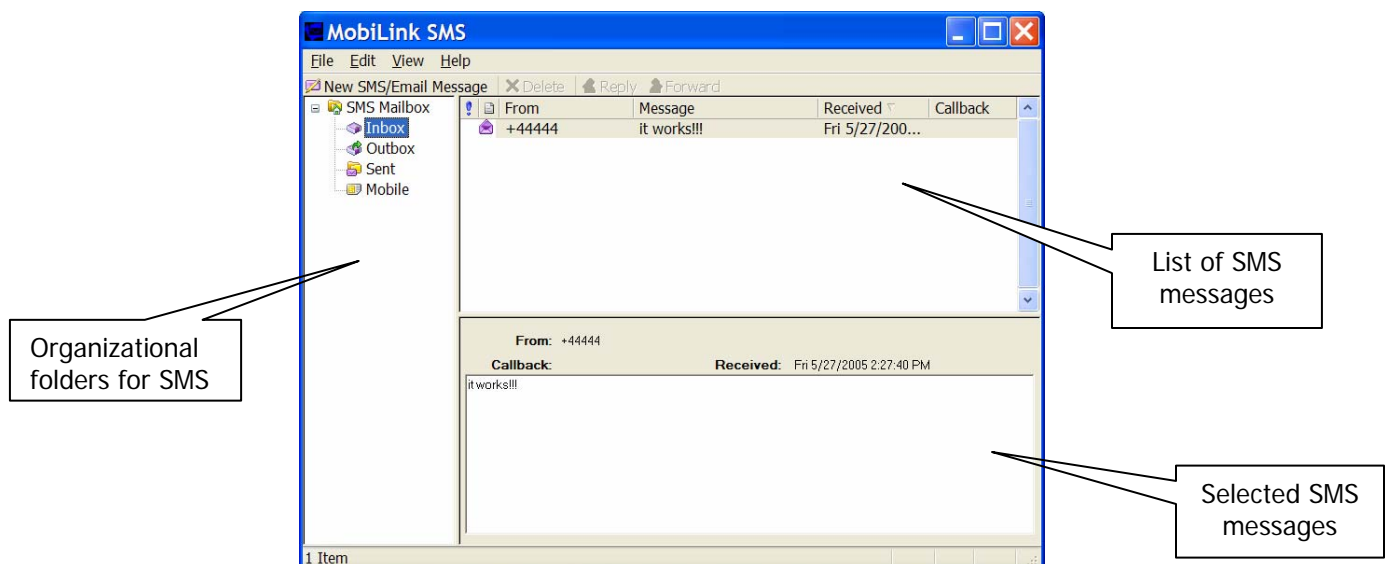 MobiLink SMS
File Edit View Help
New SMS/Email Message Delete Reply Forward
SMS Mailbox
Inbox
Outbox
Sent
Mobile
From Message Received Callback
+44444 it works!!! Fri 5/27/200...
List of SMS
messages
Organizational
folders for SMS
From: +44444
Callback: Received: Fri 5/27/2005 2:27:40 PM
it works!!!
Selected SMS
messages
1 Item